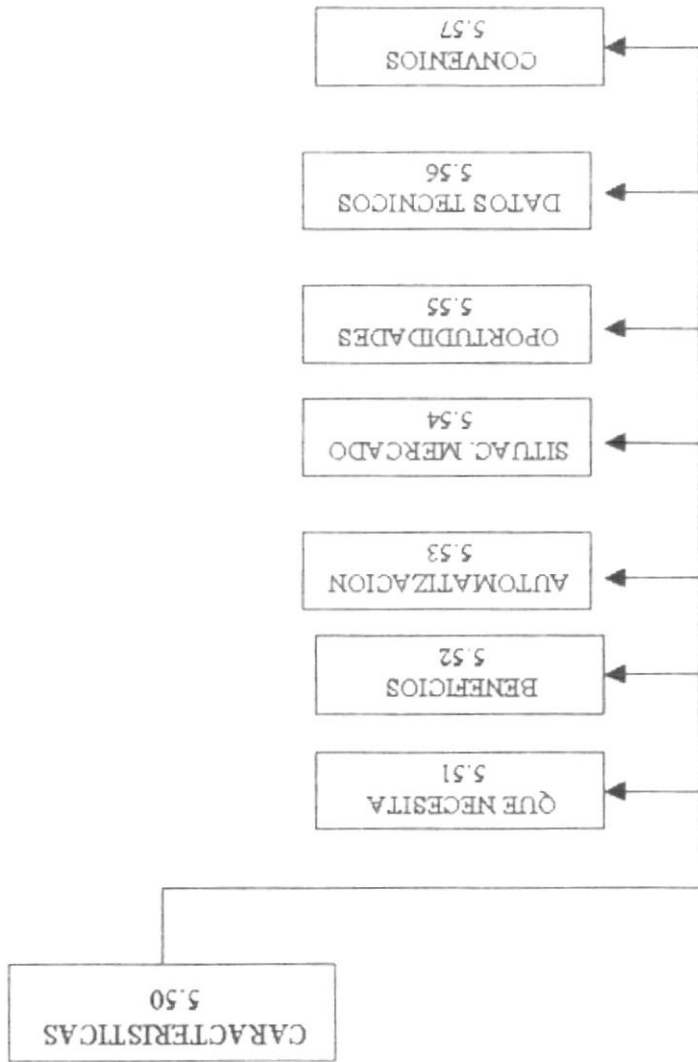 CARACTERISTICAS
5.50
QUE NECESITA
5.51
BENEFICIOS
5.52
AUTOMATIZACION
5.53
SITUAC. MERCADO
5.54
OPORTUDIDADES
5.55
DATOS TECNICOS
5.56
CONVENIOS
5.57